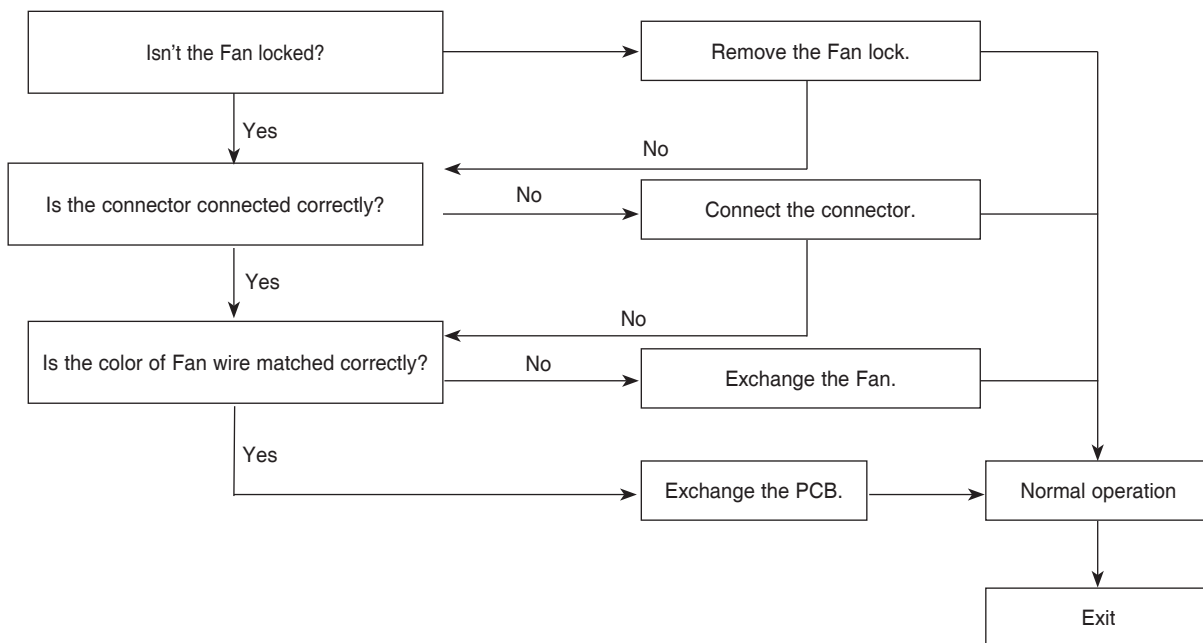 Isn't the Fan locked?
Remove the Fan lock.
Yes
No
Is the connector connected correctly?
No
Connect the connector.
Yes
No
Is the color of Fan wire matched correctly?
No
Exchange the Fan.
Yes
Exchange the PCB.
Normal operation
Exit